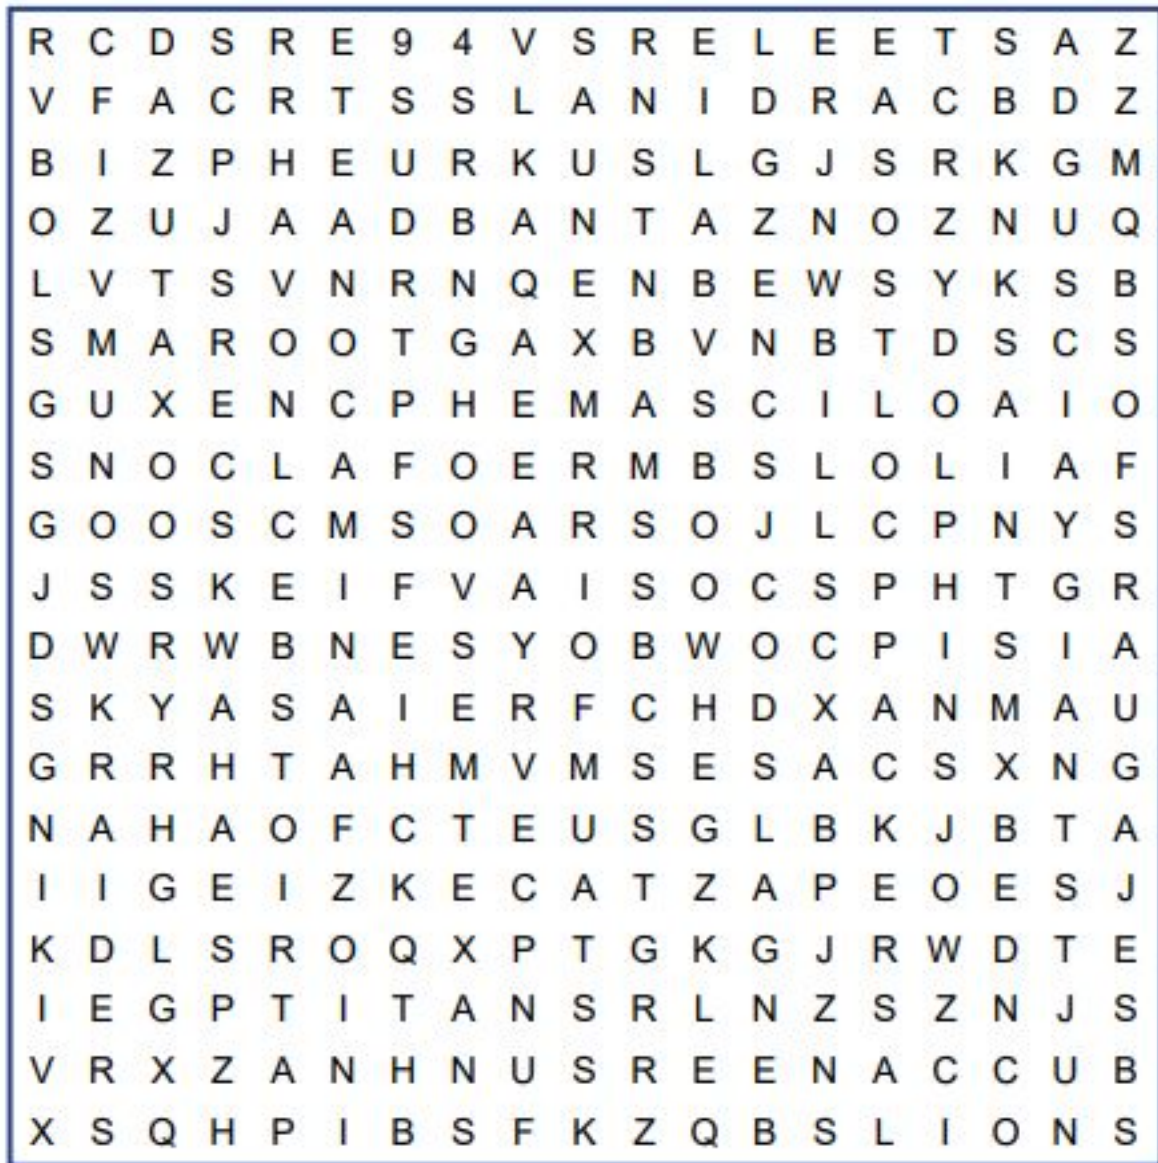 R C D S R E 9 4 V S R E L E E T S A Z
V F A C R T S S L A N I D R A C B D Z
B I Z P H E U R K U S L G J S R K G M
O Z U J A A D B A N T A Z N O Z N U Q
L V T S V N R N Q E N B E W S Y K S B
S M A R O O T G A X B V N B T D S C S
G U X E N C P H E M A S C I L O A I O
S N O C L A F O E R M B S L O L I A F
G O O S C M S O A R S O J L C P N Y S
J S S K E I F V A I S O C S P H T G R
D W R W B N E S Y O B W O C P I S I A
S K Y A S A I E R F C H D X A N M A U
G R R H T A H M V M S E S A C S X N G
N A H A O F C T E U S G L B K J B T A
I I G E I Z K E C A T Z A P E O E S J
K D L S R O Q X P T G K G J R W D T E
I E G P T I T A N S R L N Z S Z N J S
V R X Z A N H N U S R E E N A C C U B
X S Q H P I B S F K Z Q B S L I O N S